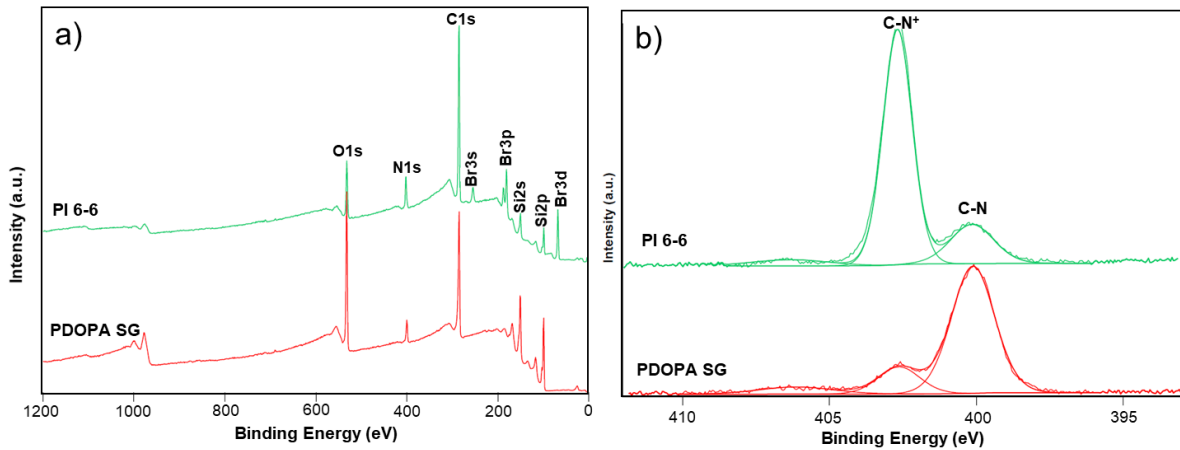 a)
C1s
O1s
N1s
Br3s
Br3p
Si2s
Si2p
Br3d
PI 6-6
PDOPA SG
Intensity (a.u.)
1200
1000
800
600
400
200
0
Binding Energy (eV)
b)
C-N⁺
C-N
PI 6-6
PDOPA SG
Intensity (a.u.)
410
405
400
395
Binding Energy (eV)